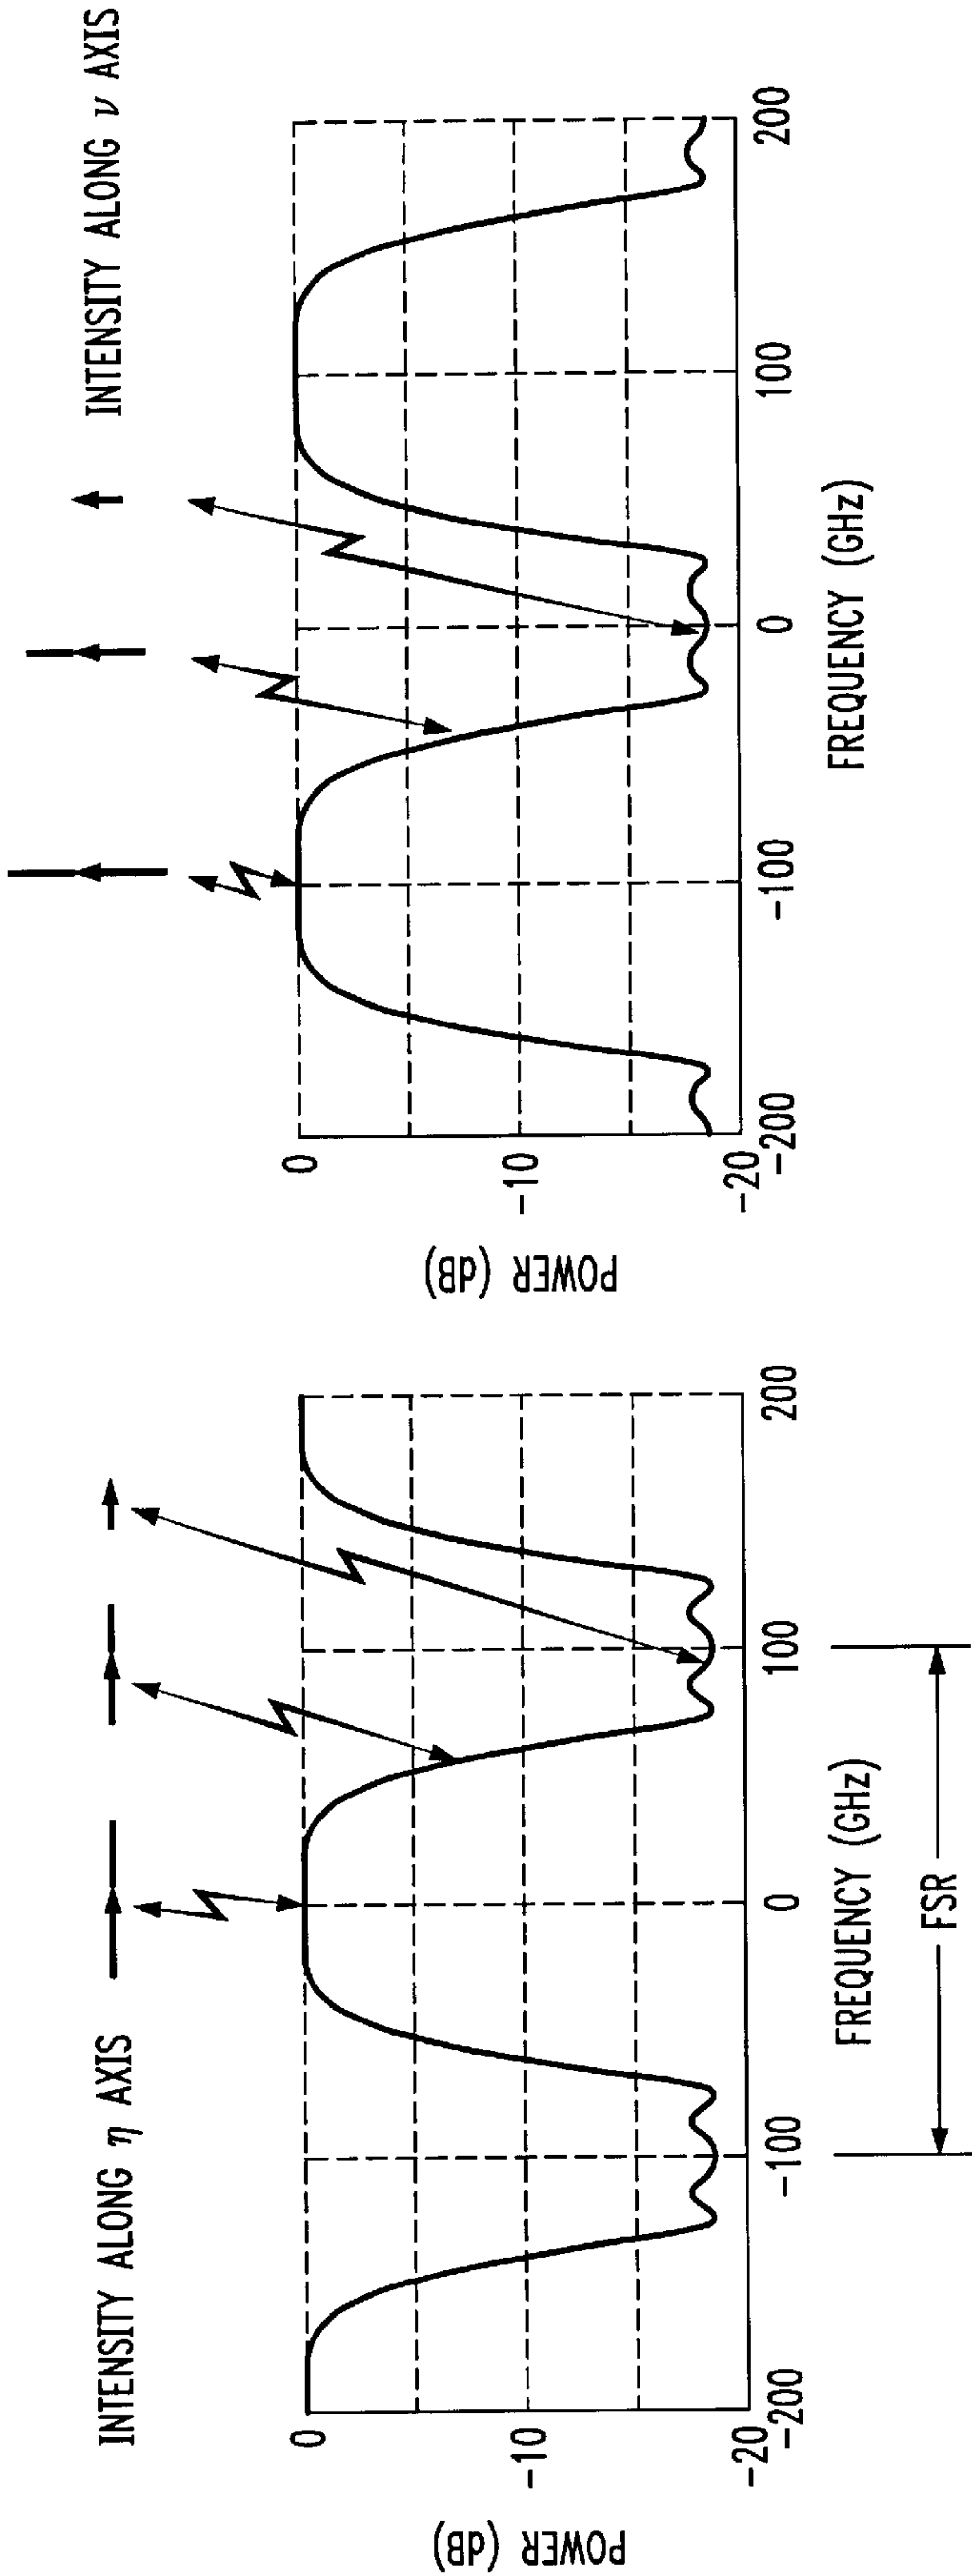 INTENSITY ALONG η AXIS
POWER (dB)
0
-10
-20
-200
-100
0
100
200
FREQUENCY (GHz)
FSR
INTENSITY ALONG ν AXIS
POWER (dB)
0
-10
-20
-200
-100
0
100
200
FREQUENCY (GHz)